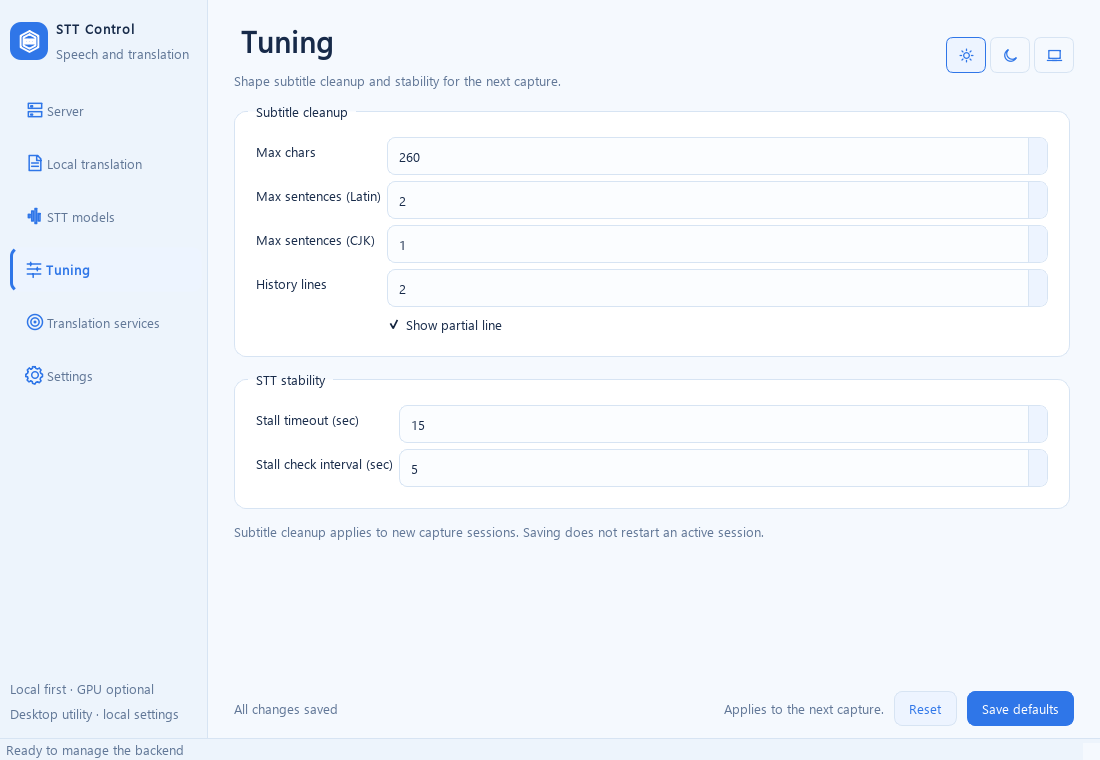 STT Control
Speech and translation
Server
Local translation
STT models
Tuning
Translation services
Settings
Local first · GPU optional
Desktop utility · local settings
Tuning
Shape subtitle cleanup and stability for the next capture.
Subtitle cleanup
Max chars
260
Max sentences (Latin)
2
Max sentences (CJK)
1
History lines
2
Show partial line
STT stability
Stall timeout (sec)
15
Stall check interval (sec)
5
Subtitle cleanup applies to new capture sessions. Saving does not restart an active session.
All changes saved
Applies to the next capture.
Reset
Save defaults
Ready to manage the backend